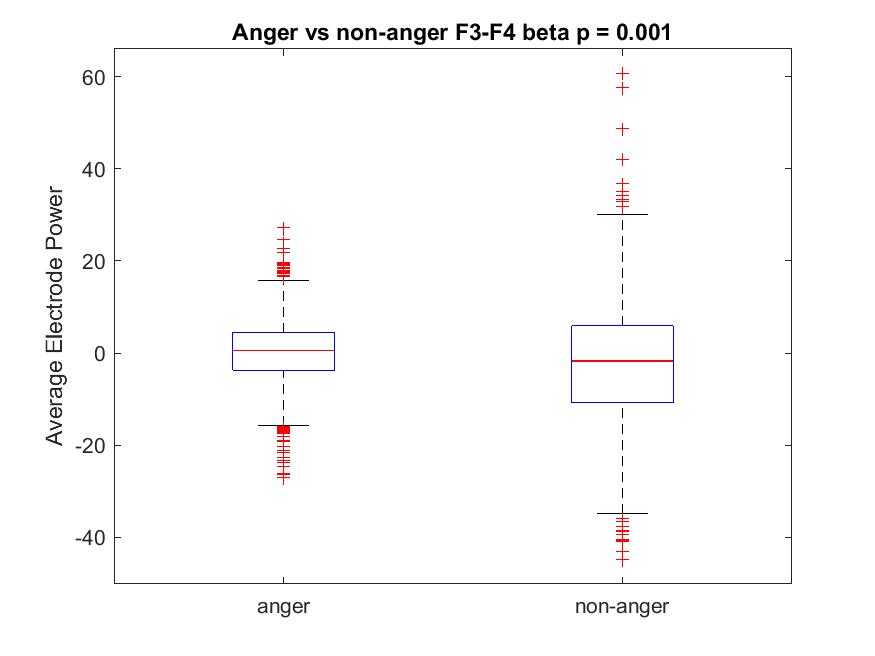 Anger vs non-anger F3-F4 beta p = 0.001
Average Electrode Power
60
40
20
0
-20
-40
anger
non-anger